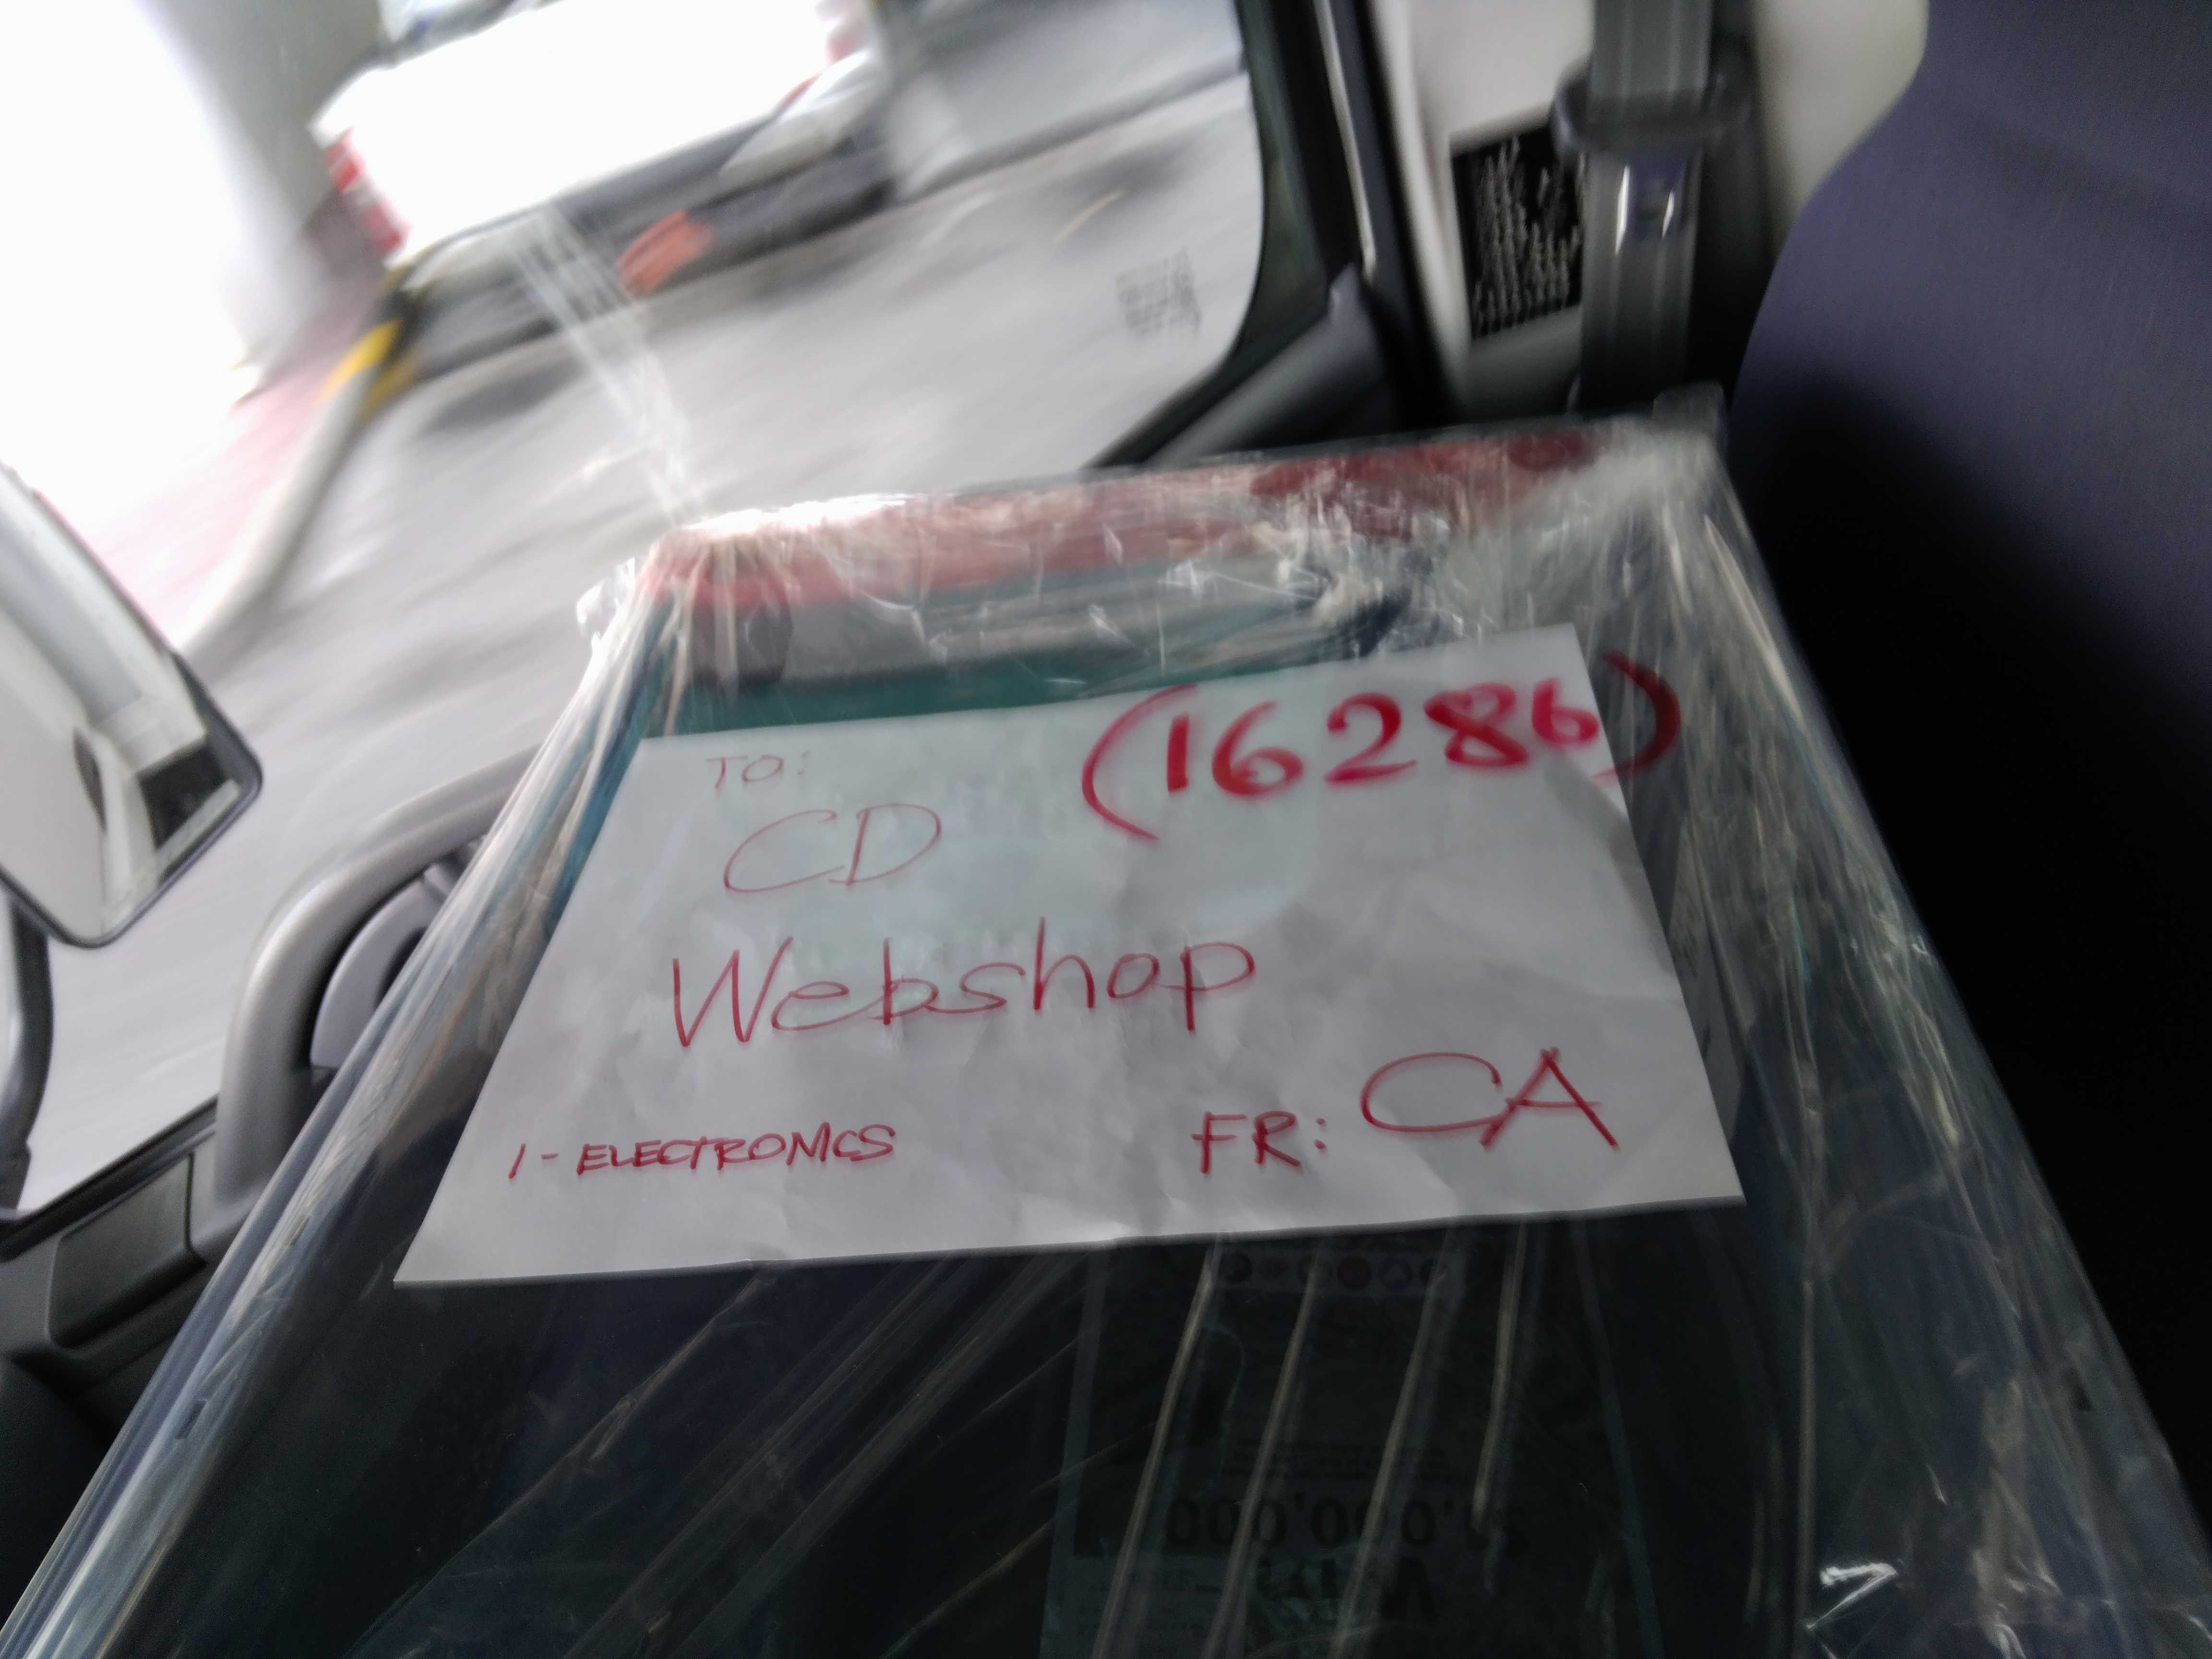 TO: (16286)
CD
Webshop
1- ELECTRONICS FR: CA